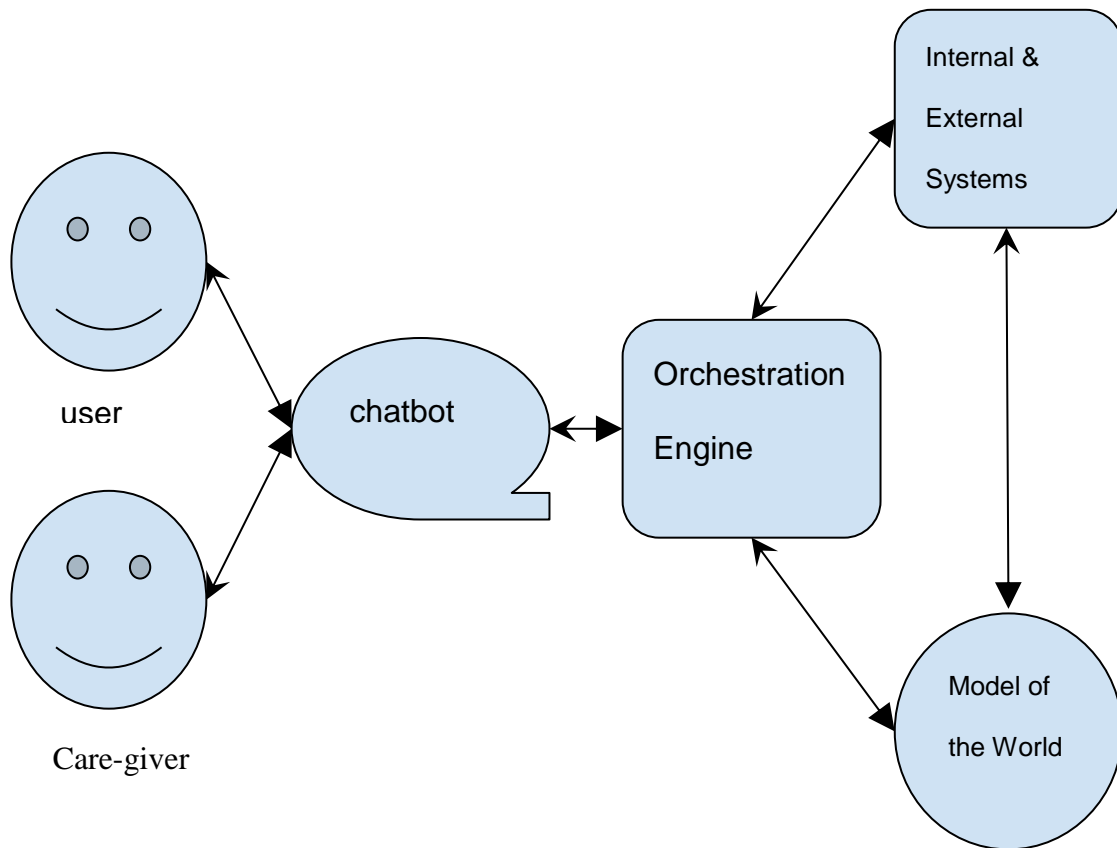 Internal &
External
Systems
user
chatbot
Orchestration
Engine
Care-giver
Model of
the World